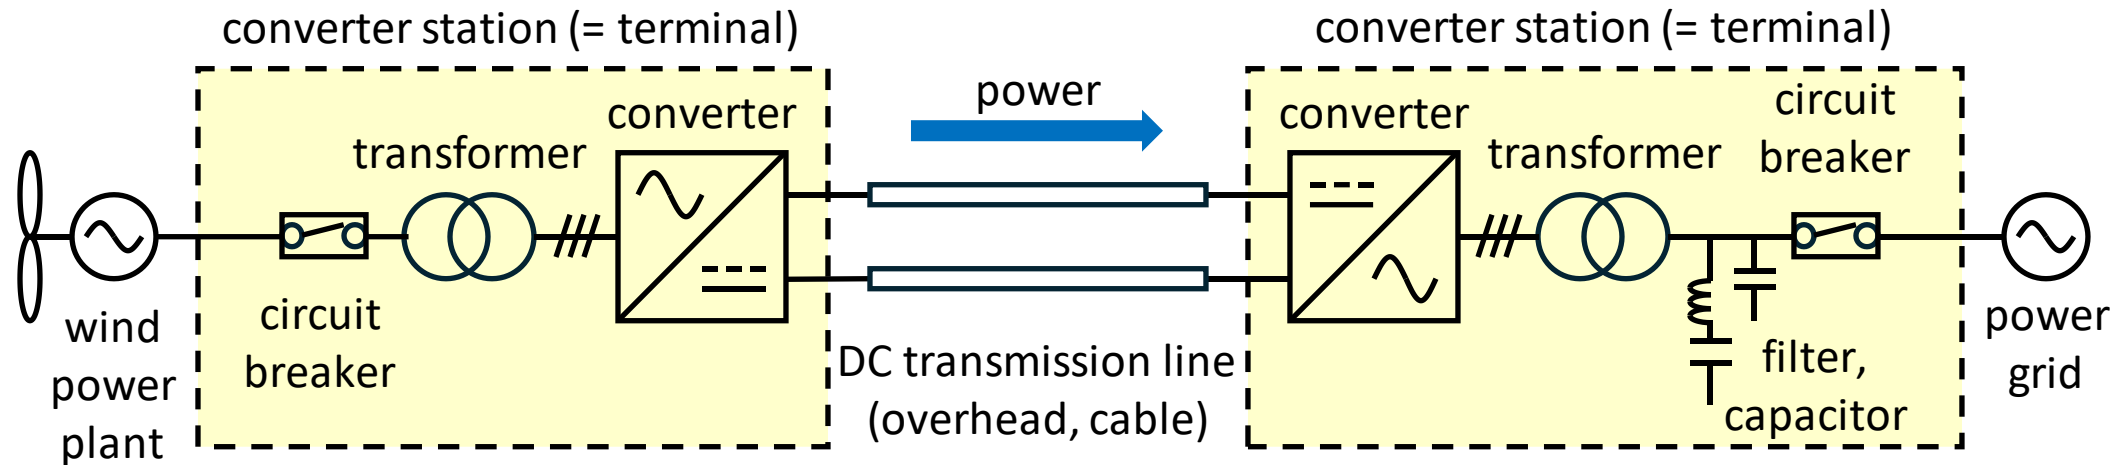 converter station (= terminal)
converter station (= terminal)
power
converter
transformer
circuit
breaker
wind
power
plant
DC transmission line
(overhead, cable)
converter
transformer
circuit
breaker
filter,
capacitor
power
grid